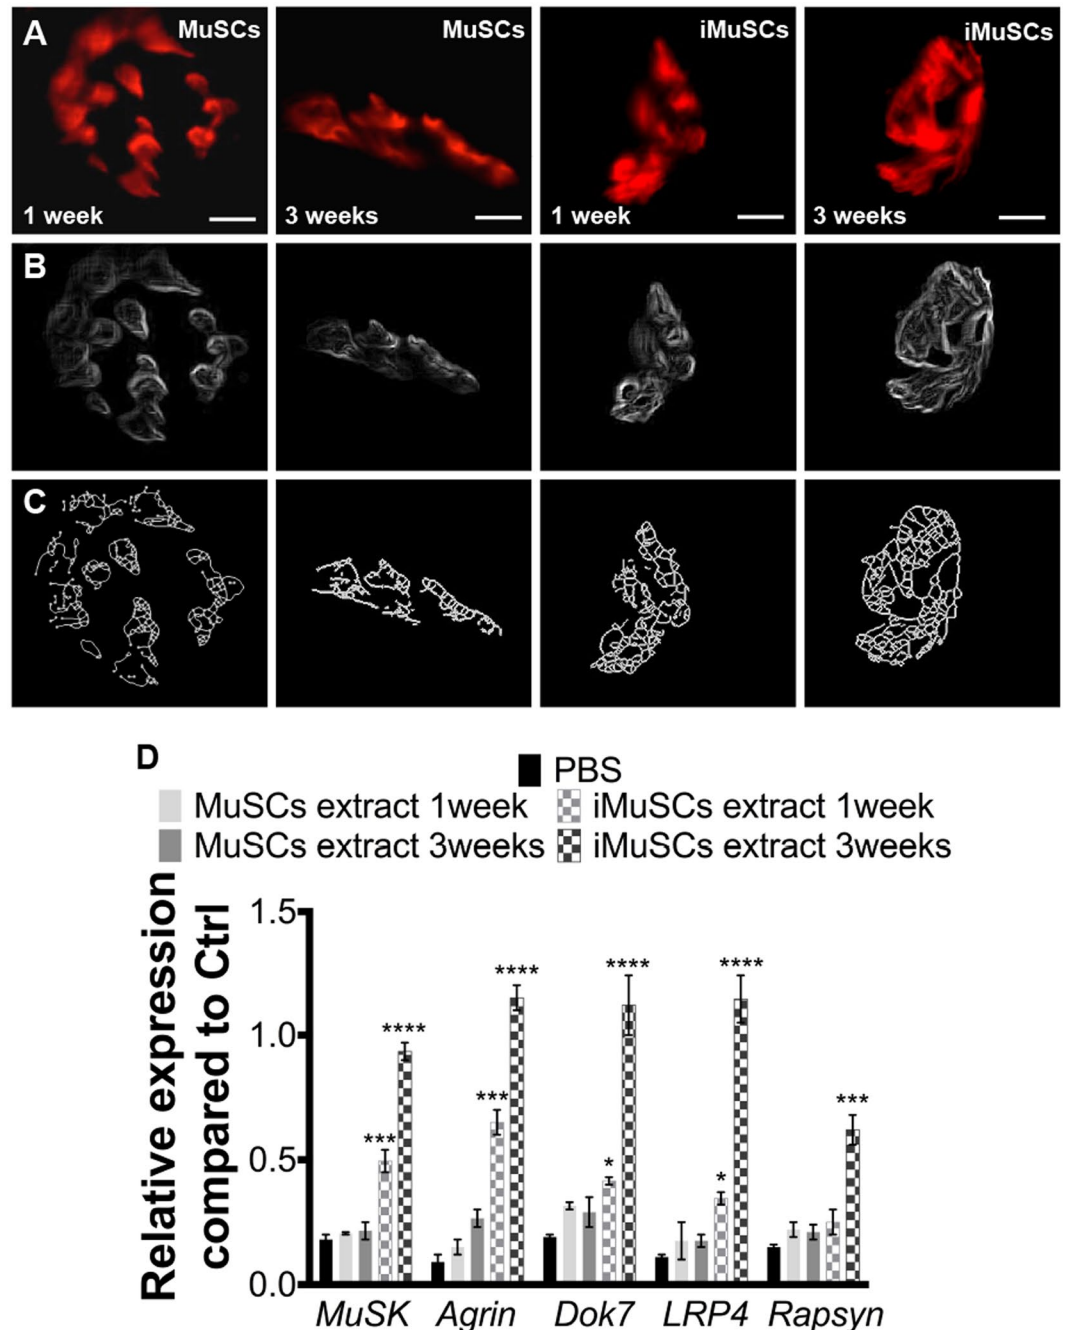 A
MuSCs
MuSCs
iMuSCs
iMuSCs
1 week
3 weeks
1 week
3 weeks
B
C
D
PBS
MuSCs extract 1week
iMuSCs extract 1week
MuSCs extract 3weeks
iMuSCs extract 3weeks
Relative expression
compared to Ctrl
1.5
1.0
0.5
0.0
***
****
***
****
*
****
*
****
***
MuSK
Agrin
Dok7
LRP4
Rapsyn